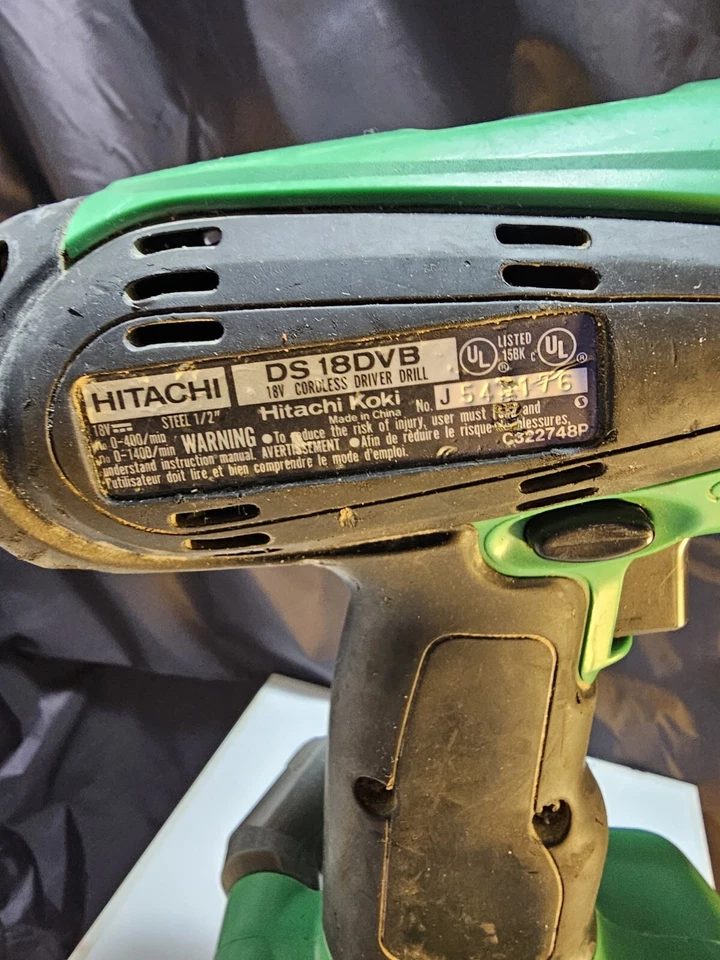 HITACHI
DS 18DVB
18V CORDLESS DRIVER DRILL
UL
LISTED
15BK
C UL
®
®
18V
STEEL 1/2"
Hitachi Koki
Made in China
No.
J
0-400/min
0-1400/min
WARNING ●To reduce the risk of injury, user must and
understand instruction manual. AVERTISSEMENT ●Afin de réduire le risque blessures,
l'utilisateur doit lire et bien comprendre le mode d'emploi.
C322748P